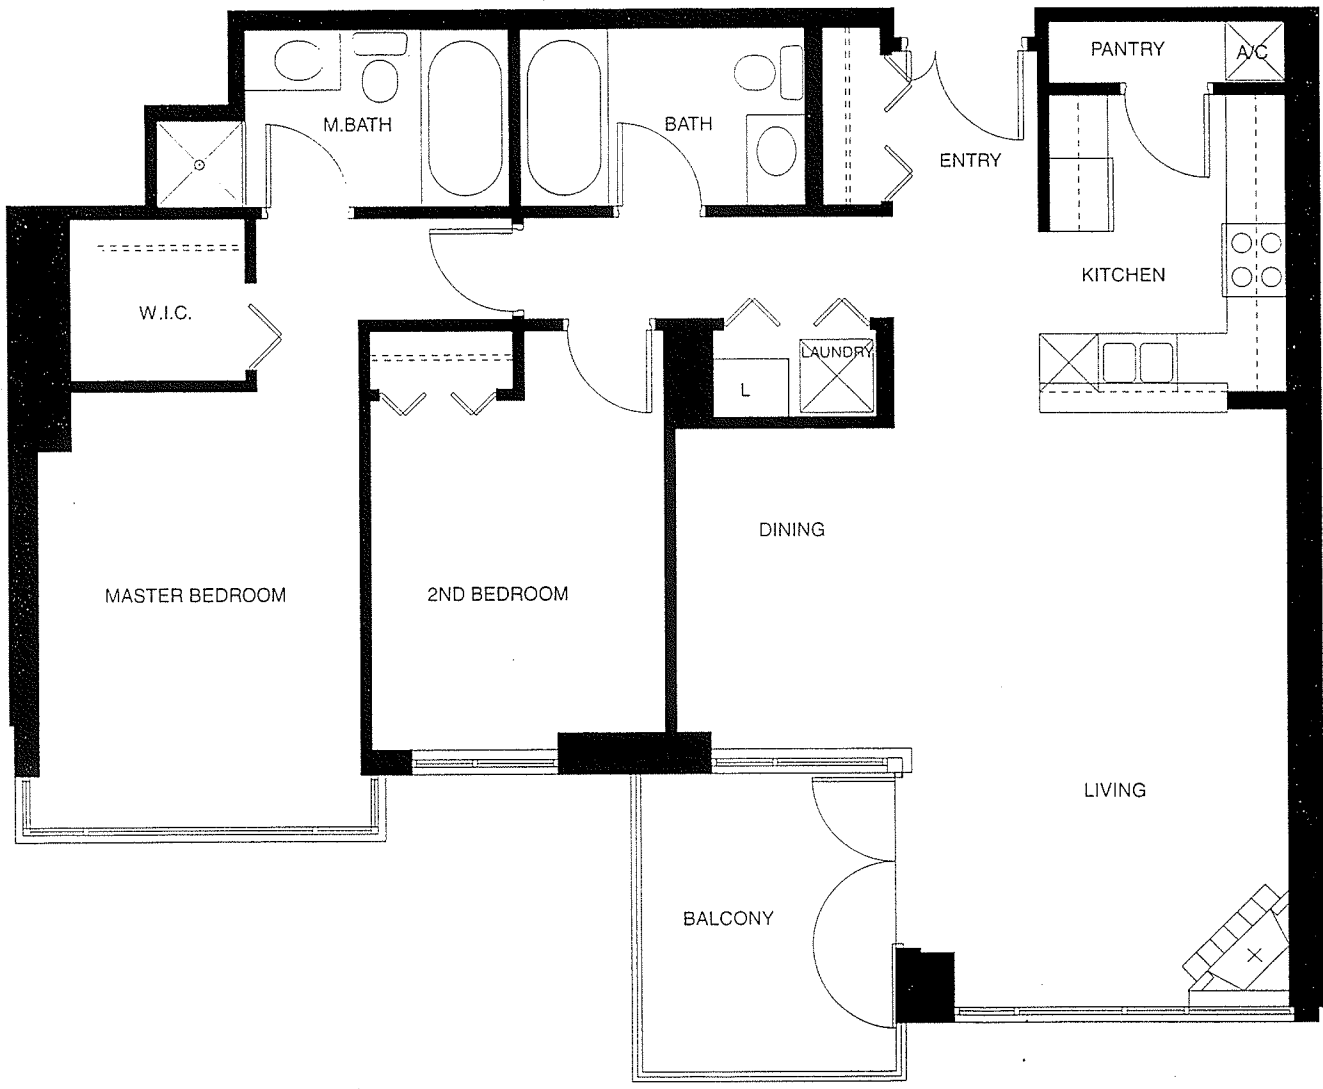 PANTRY
A/C
M.BATH
BATH
ENTRY
KITCHEN
W.I.C.
LAUNDRY
L
DINING
MASTER BEDROOM
2ND BEDROOM
LIVING
BALCONY